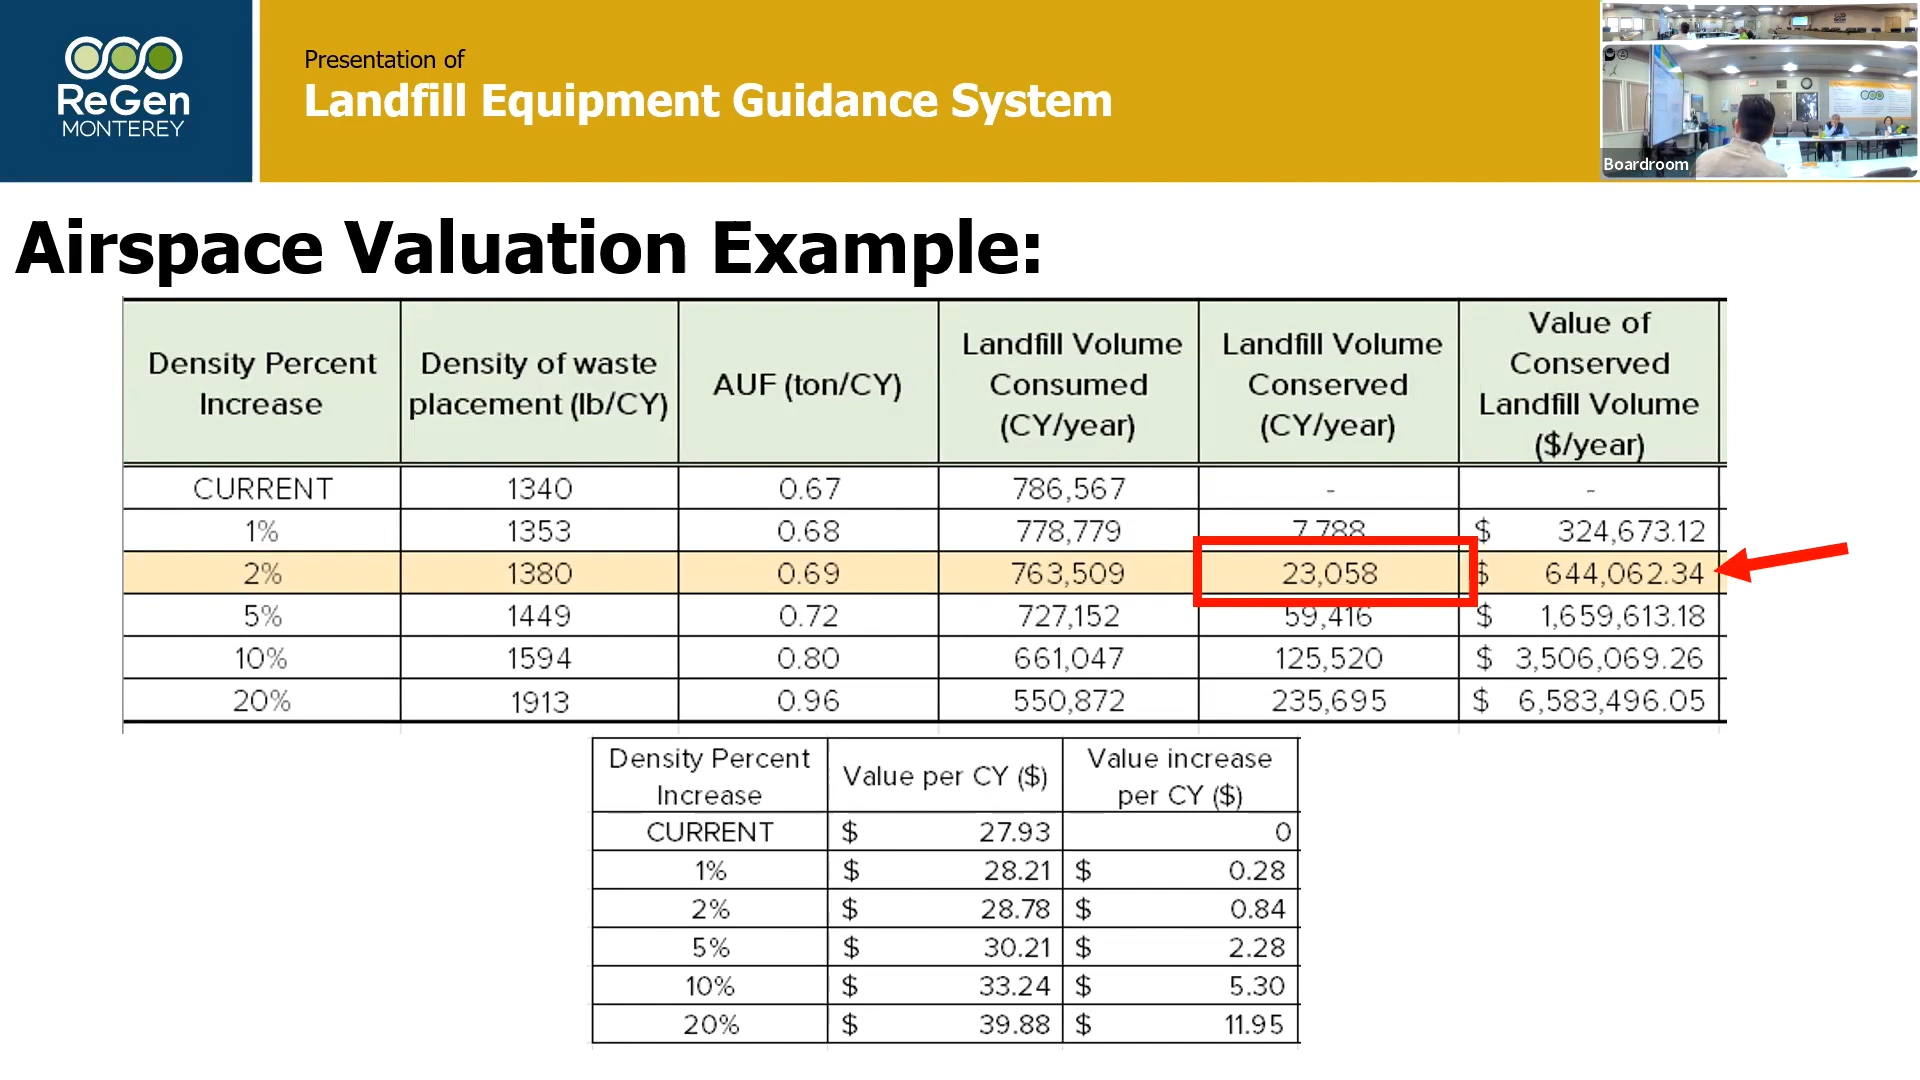 ReGen
MONTEREY
Presentation of
Landfill Equipment Guidance System
Boardroom
Airspace Valuation Example:
Density Percent Increase | Density of waste placement (lb/CY) | AUF (ton/CY) | Landfill Volume Consumed (CY/year) | Landfill Volume Conserved (CY/year) | Value of Conserved Landfill Volume ($/year)
CURRENT 1340 0.67 786,567 - -
1% 1353 0.68 778,779 7,788 $ 324,673.12
2% 1380 0.69 763,509 23,058 $ 644,062.34
5% 1449 0.72 727,152 59,416 $ 1,659,613.18
10% 1594 0.80 661,047 125,520 $ 3,506,069.26
20% 1913 0.96 550,872 235,695 $ 6,583,496.05
Density Percent Increase | Value per CY ($) | Value increase per CY ($)
CURRENT $ 27.93 0
1% $ 28.21 $ 0.28
2% $ 28.78 $ 0.84
5% $ 30.21 $ 2.28
10% $ 33.24 $ 5.30
20% $ 39.88 $ 11.95